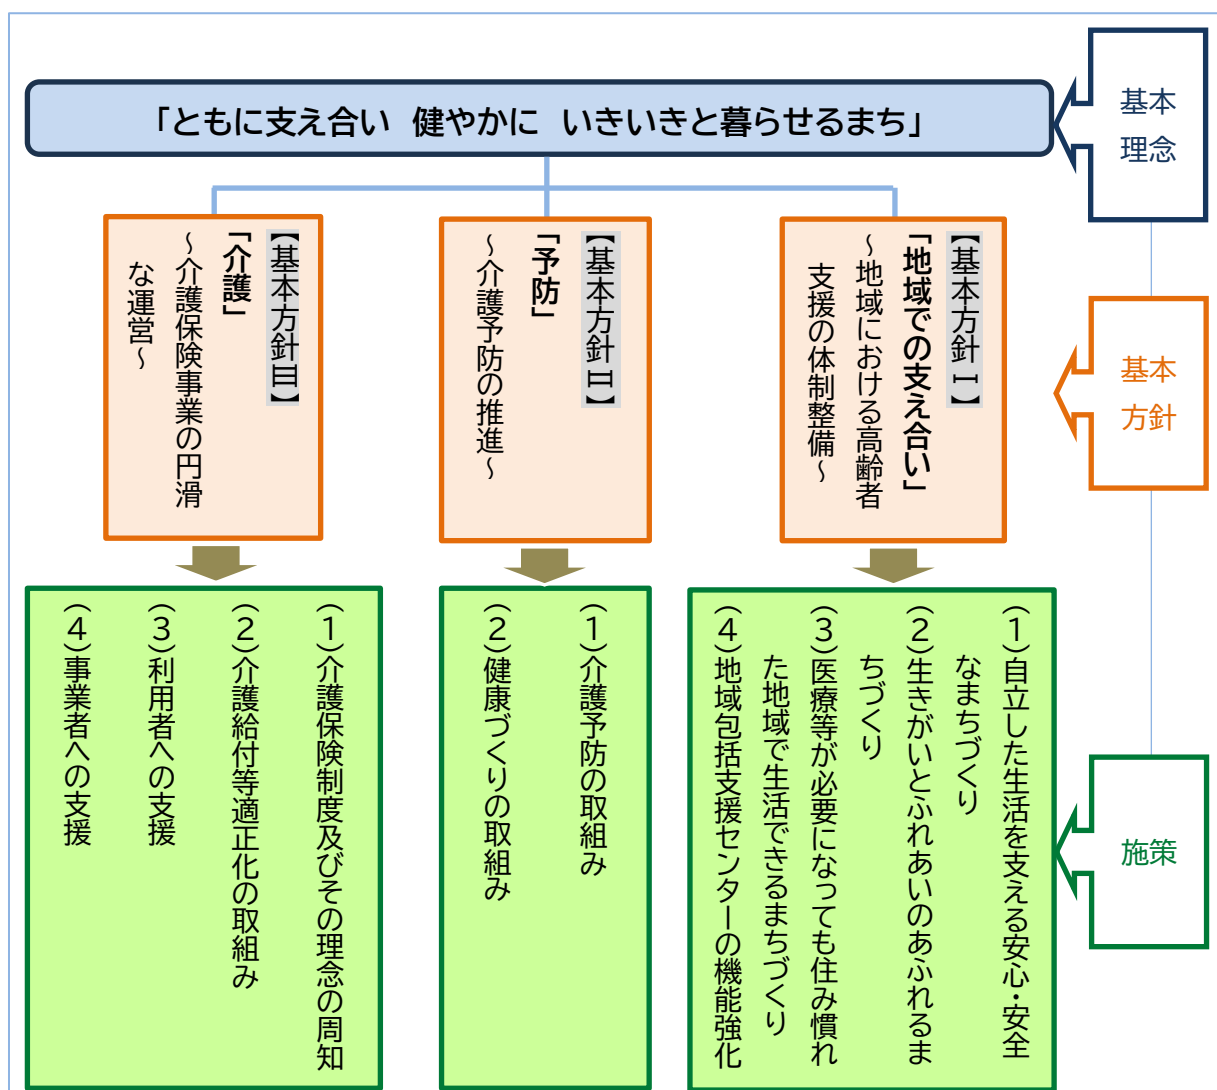 基本
理念
「ともに支え合い　健やかに　いきいきと暮らせるまち」
基本
方針
【基本方針Ⅰ】
「地域での支え合い」
～地域における高齢者
支援の体制整備～
【基本方針Ⅱ】
「予防」
～介護予防の推進～
【基本方針Ⅲ】
「介護」
～介護保険事業の円滑
な運営～
施策
(1)自立した生活を支える安心・安全
なまちづくり
(2)生きがいとふれあいのあふれるま
ちづくり
(3)医療等が必要になっても住み慣れ
た地域で生活できるまちづくり
(4)地域包括支援センターの機能強化
(1)介護予防の取組み
(2)健康づくりの取組み
(1)介護保険制度及びその理念の周知
(2)介護給付等適正化の取組み
(3)利用者への支援
(4)事業者への支援